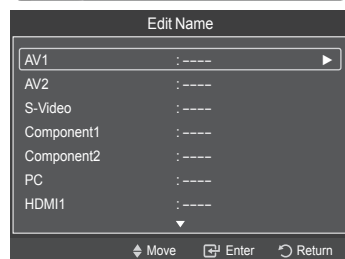 Edit Name
AV1 : ---- ►
AV2 : ----
S-Video : ----
Component1 : ----
Component2 : ----
PC : ----
HDMI1 : ----
▼
Move Enter Return